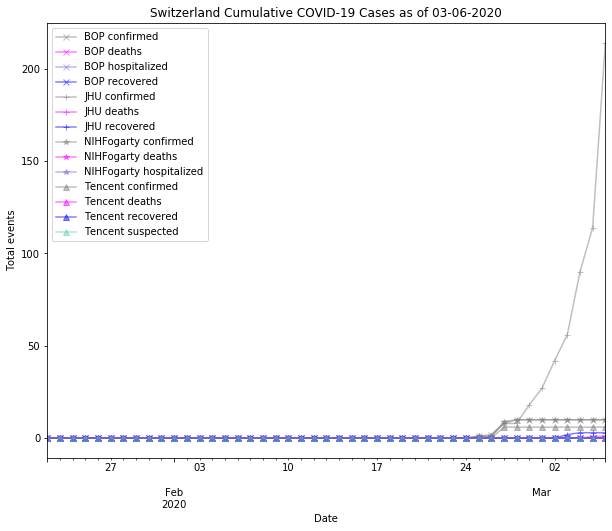 Switzerland Cumulative COVID-19 Cases as of 03-06-2020
BOP confirmed
BOP deaths
BOP hospitalized
BOP recovered
JHU confirmed
JHU deaths
JHU recovered
NIHFogarty confirmed
NIHFogarty deaths
NIHFogarty hospitalized
Tencent confirmed
Tencent deaths
Tencent recovered
Tencent suspected
Total events
200
150
100
50
0
27 03 10 17 24 02
Feb Mar
2020
Date